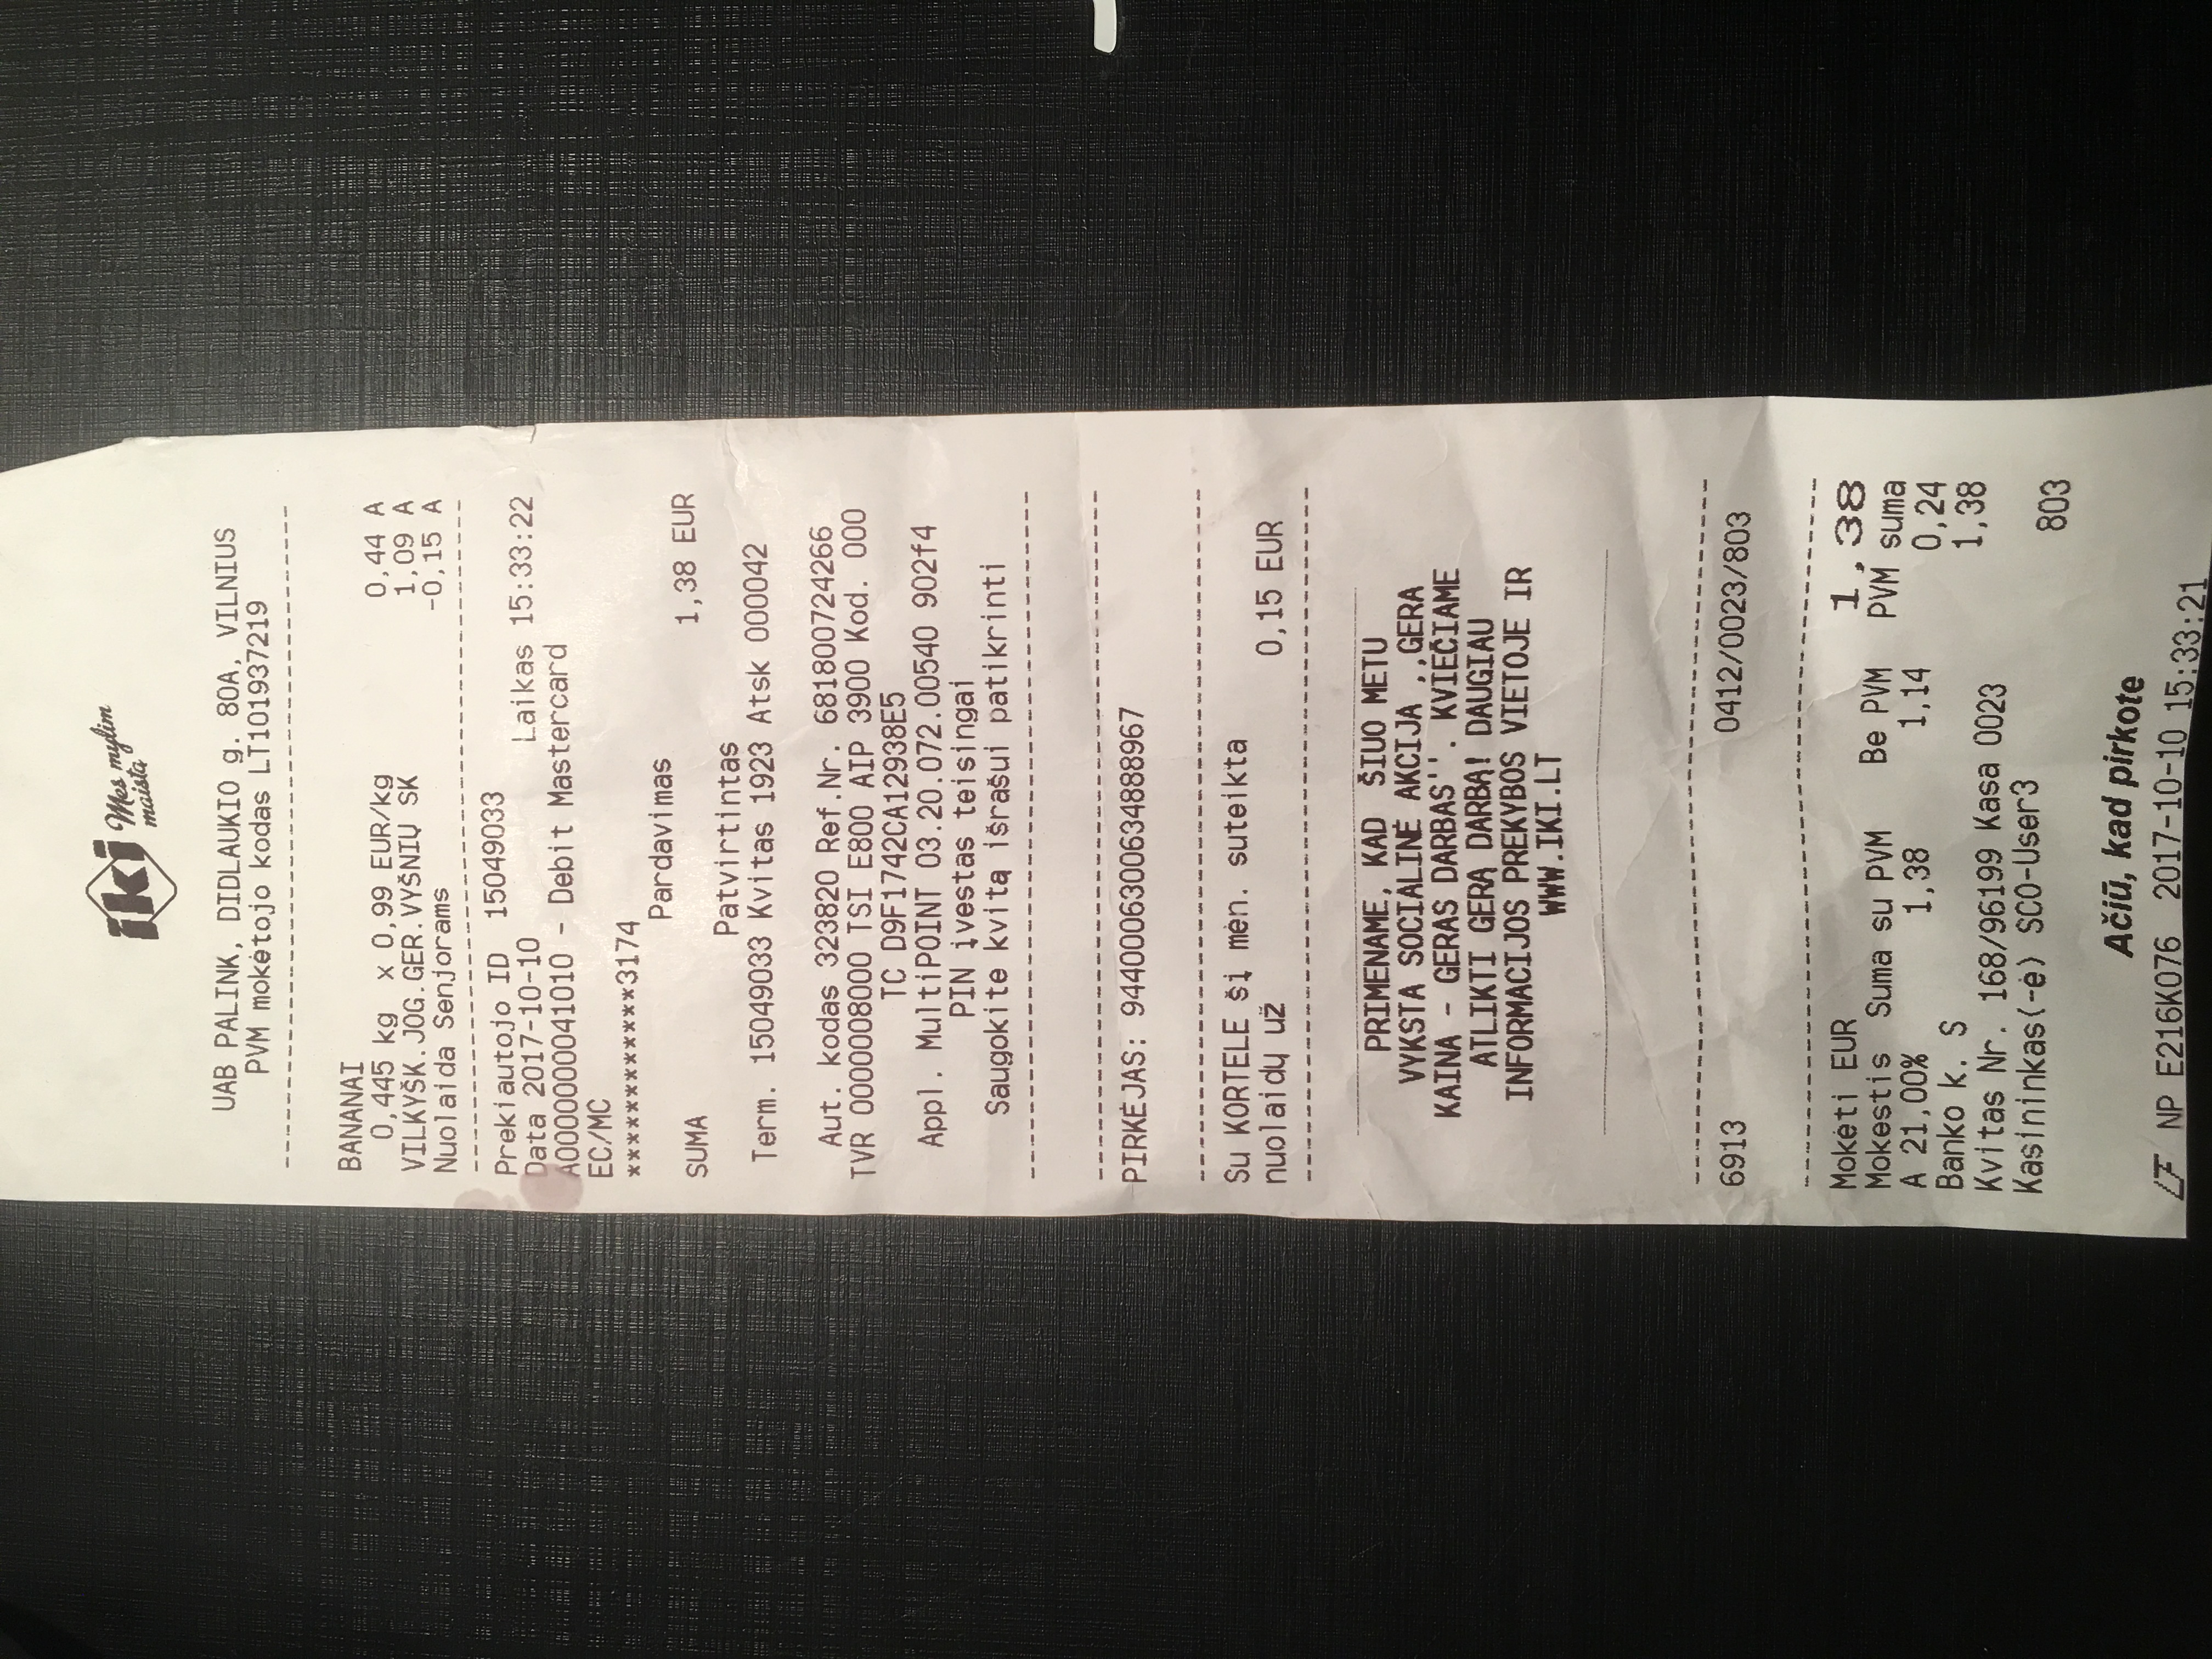 iki Mes mylim
maistą
UAB PALINK, DIDLAUKIO g. 80A, VILNIUS
PVM mokėtojo kodas LT101937219
BANANAI
0,445 kg x 0,99 EUR/kg 0,44 A
VILKYŠK.JOG.GER.VYŠNIŲ SK 1,09 A
Nuolaida Senjorams -0,15 A
Prekiautojo ID 15049033
Data 2017-10-10 Laikas 15:33:22
A0000000041010 - Debit Mastercard
EC/MC
************3174
Pardavimas
SUMA 1,38 EUR
Patvirtintas
Term. 15049033 Kvitas 1923 Atsk 000042
Aut. kodas 323820 Ref.Nr. 681800724266
TVR 0000008000 TSI E800 AIP 3900 Kod. 000
TC D9F1742CA12938E5
Appl. MultiPOINT 03.20.072.00540 902f4
PIN įvestas teisingai
Saugokite kvitą išrašui patikrinti
PIRKĖJAS: 9440006300634888967
Su KORTELE šį mėn. suteikta
nuolaidų už 0,15 EUR
PRIMENAME, KAD ŠIUO METU
VYKSTA SOCIALINĖ AKCIJA ,,GERA
KAINA - GERAS DARBAS''. KVIEČIAME
ATLIKTI GERĄ DARBĄ! DAUGIAU
INFORMACIJOS PREKYBOS VIETOJE IR
WWW.IKI.LT
6913 0412/0023/803
Mokėti EUR 1,38
Mokestis Suma su PVM Be PVM PVM suma
A 21,00% 1,38 1,14 0,24
Banko k. S 1,38
Kvitas Nr. 168/96199 Kasa 0023
Kasininkas(-ė) SCO-User3 803
Ačiū, kad pirkote
LF NP E216K076 2017-10-10 15:33:21